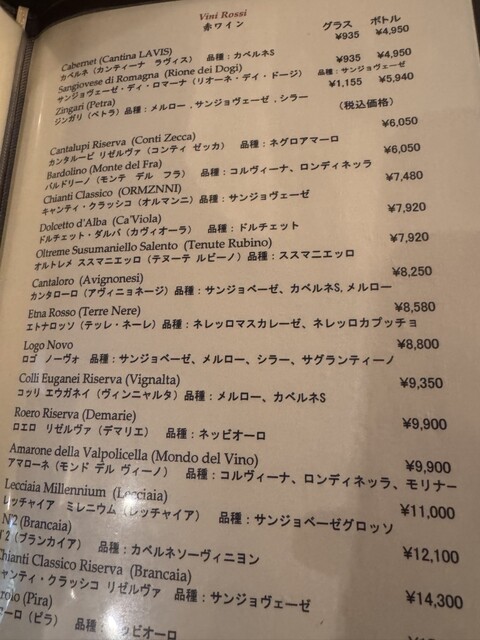 Vini Rossi
赤ワイン
グラス ボトル
Cabernet (Cantina LAVIS) ¥935 ¥4,950
カベルネ（カンティーナ ラヴィス） 品種：カベルネS
Sangiovese di Romagna (Rione dei Dogi) ¥935 ¥4,950
サンジョヴェーゼ・ディ・ロマーナ（リオーネ・デイ・ドージ） 品種：サンジョヴェーゼ
Zingari (Petra) ¥1,155 ¥5,940
ジンガリ（ペトラ）品種：メルロー , サンジョヴェーゼ , シラー
（税込価格）
Cantalupi Riserva (Conti Zecca) ¥6,050
カンタルーピ リゼルヴァ（コンティ ゼッカ） 品種：ネグロアマーロ
Bardolino (Monte del Fra) ¥6,050
バルドリーノ（モンテ デル フラ） 品種：コルヴィーナ、ロンディネッラ
Chianti Classico (ORMZNNI) ¥7,480
キャンティ・クラッシコ（オルマンニ）品種：サンジョヴェーゼ
Dolcetto d'Alba (Ca'Viola) ¥7,920
ドルチェット・ダルバ（カヴィオーラ） 品種：ドルチェット
Oltreme Susumaniello Salento (Tenute Rubino) ¥7,920
オルトレメ ススマニエッロ（テヌーテ ルビーノ）品種：ススマニエッロ
Cantaloro (Avignonesi) ¥8,250
カンタローロ（アヴィニョネージ）品種：サンジョベーゼ、カベルネS, メルロー
Etna Rosso (Terre Nere) ¥8,580
エトナロッソ（テッレ・ネーレ）品種：ネレッロマスカレーゼ、ネレッロカプッチョ
Logo Novo ¥8,800
ロゴ ノーヴォ 品種：サンジョベーゼ、メルロー、シラー、サグランティーノ
Colli Euganei Riserva (Vignalta) ¥9,350
コッリ エウガネイ（ヴィンニャルタ）品種：メルロー、カベルネS
Roero Riserva (Demarie) ¥9,900
ロエロ リゼルヴァ（デマリエ） 品種：ネッビオーロ
Amarone della Valpolicella (Mondo del Vino) ¥9,900
アマローネ（モンド デル ヴィーノ） 品種：コルヴィーナ、ロンディネッラ、モリナー
Lecciaia Millennium (Lecciaia) ¥11,000
レッチャイア ミレニウム（レッチャイア） 品種：サンジョベーゼグロッソ
N'2 (Brancaia) ¥12,100
2（ブランカイア） 品種：カベルネソーヴィニヨン
Chianti Classico Riserva (Brancaia) ¥14,300
キャンティ・クラッシコ リゼルヴァ 品種：サンジョヴェーゼ
(Pira)
（ピラ） 品種：ネッビオーロ